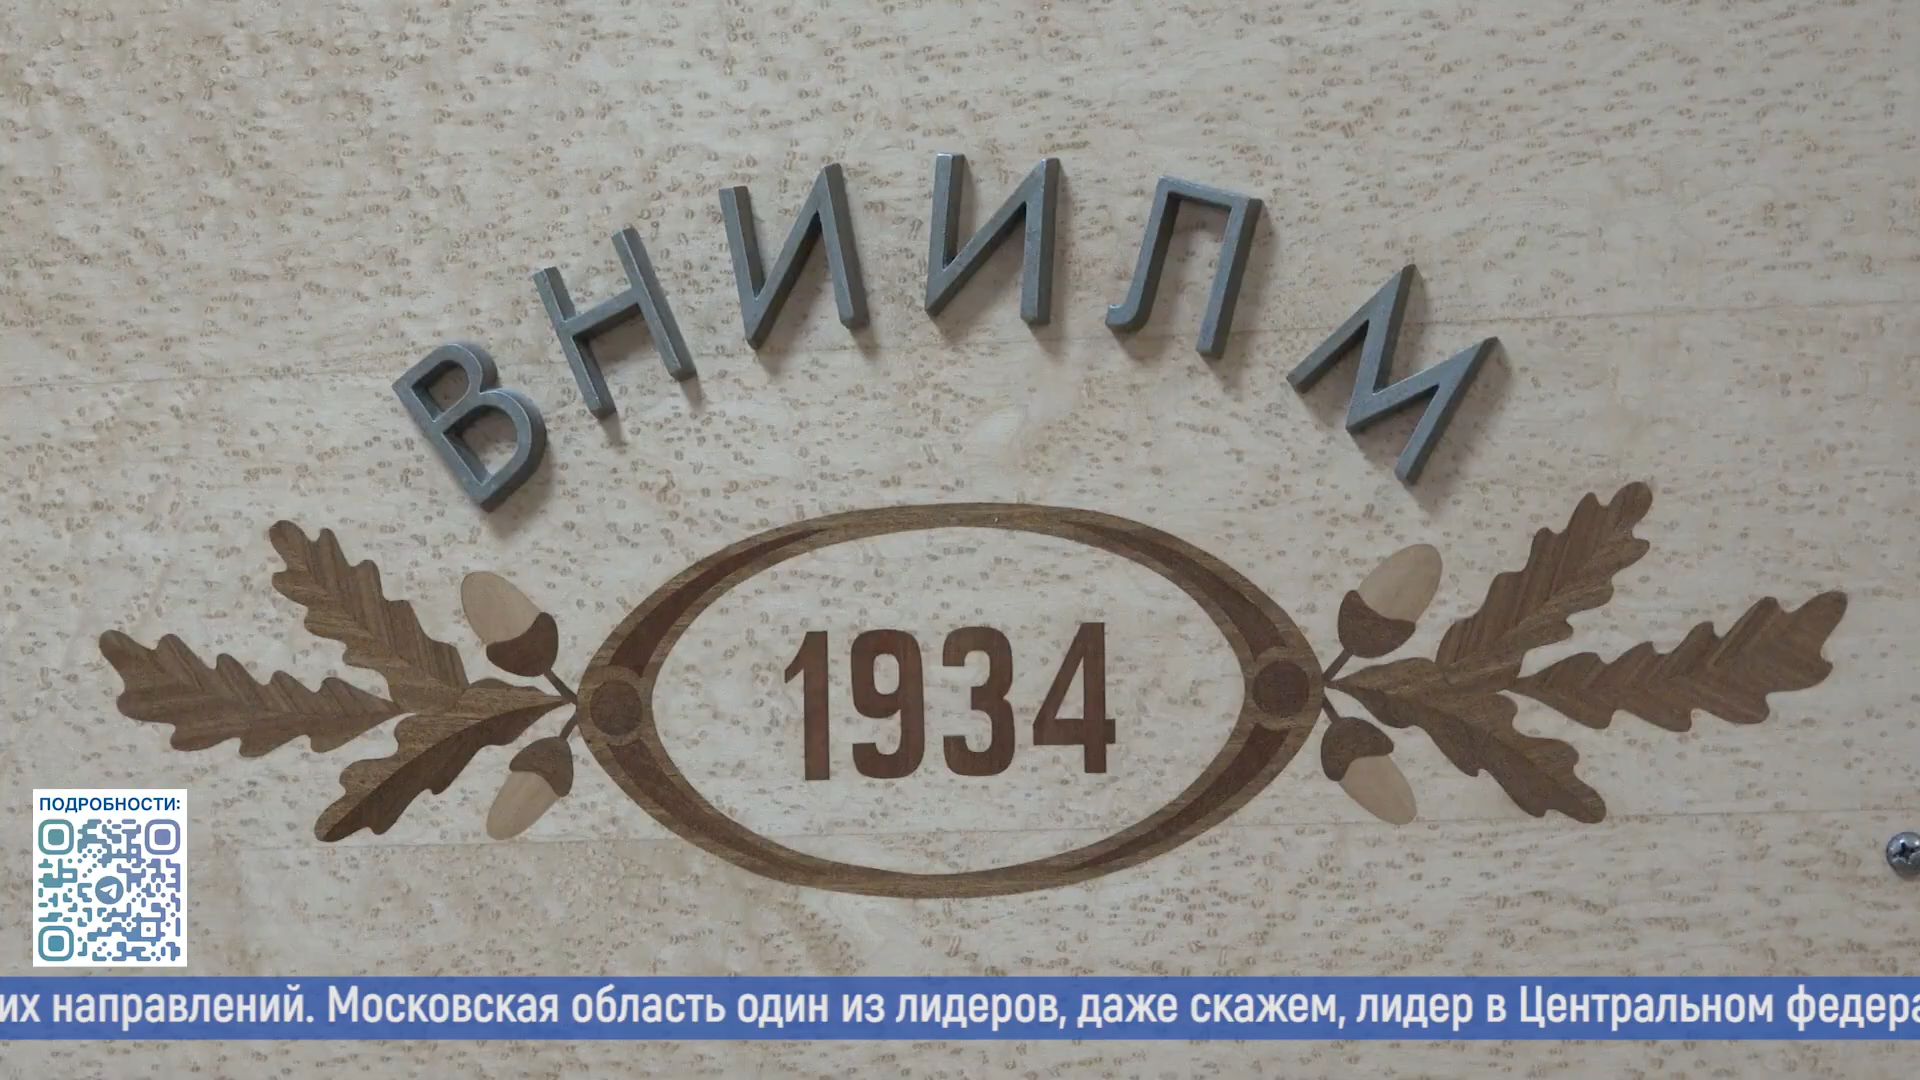 ВНИИЛМ
1934
ПОДРОБНОСТИ:
их направлений. Московская область один из лидеров, даже скажем, лидер в Центральном федера